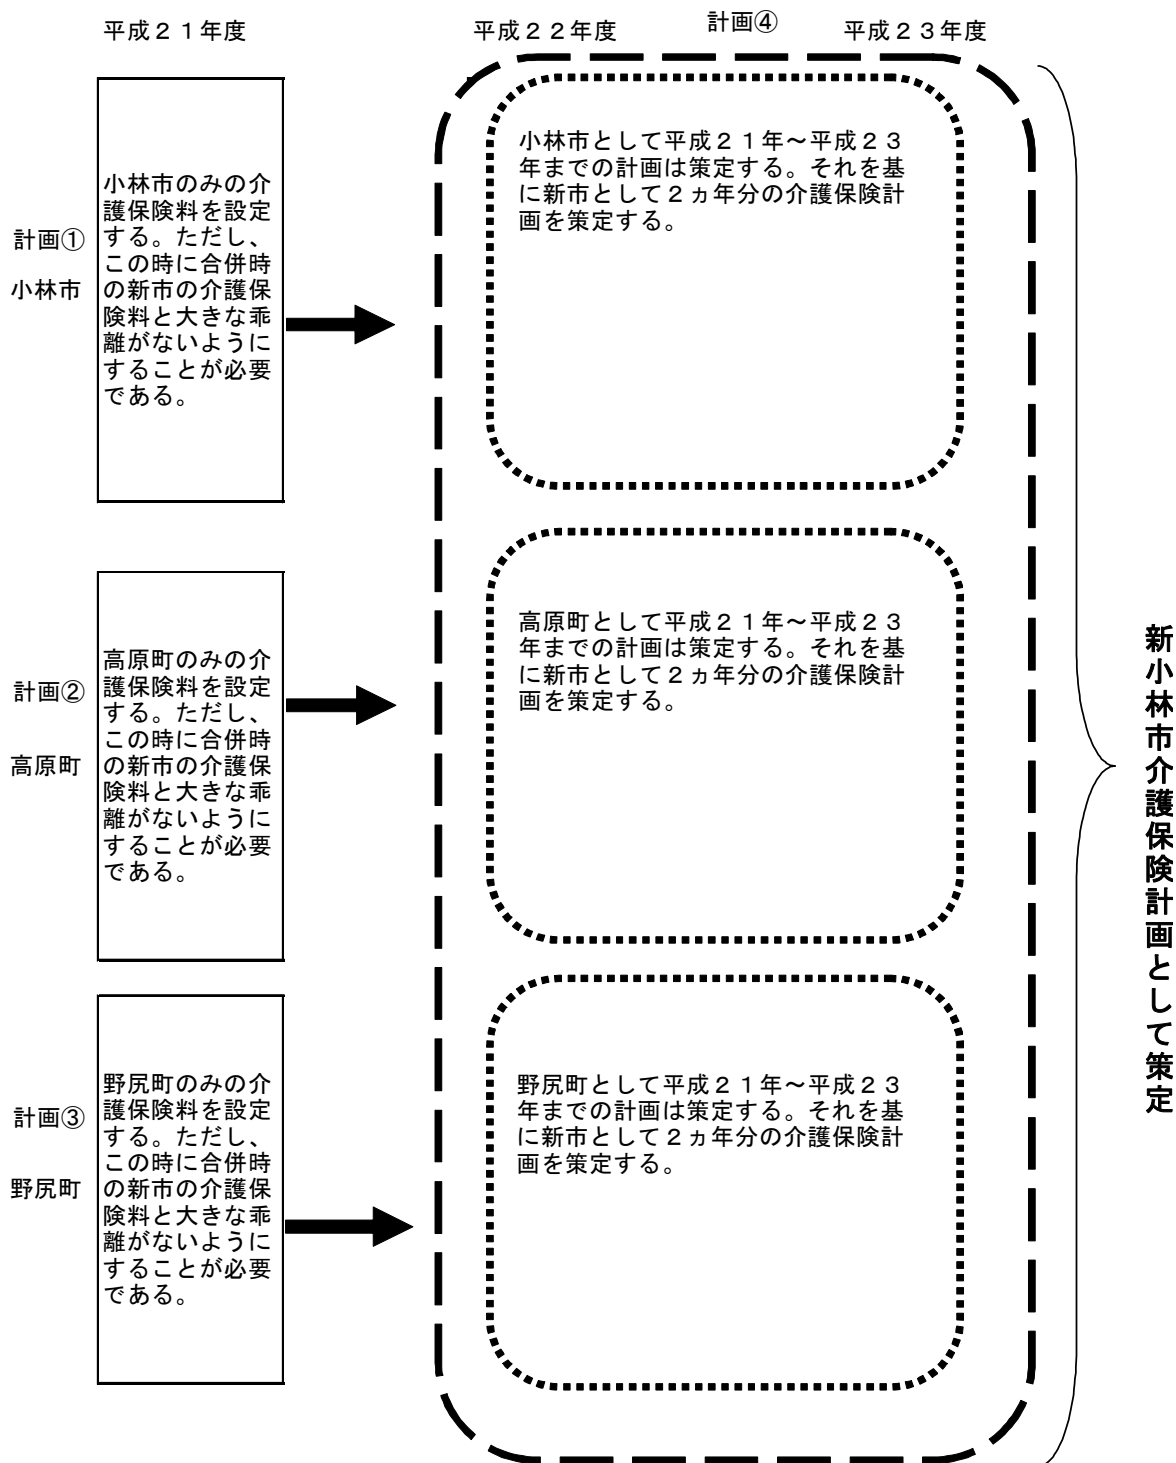 平成２１年度
平成２２年度
計画④
平成２３年度
計画①
小林市
小林市のみの介
護保険料を設定
する。ただし、
この時に合併時
の新市の介護保
険料と大きな乖
離がないように
することが必要
である。
小林市として平成２１年～平成２３
年までの計画は策定する。それを基
に新市として２ヵ年分の介護保険計
画を策定する。
計画②
高原町
高原町のみの介
護保険料を設定
する。ただし、
この時に合併時
の新市の介護保
険料と大きな乖
離がないように
することが必要
である。
高原町として平成２１年～平成２３
年までの計画は策定する。それを基
に新市として２ヵ年分の介護保険計
画を策定する。
計画③
野尻町
野尻町のみの介
護保険料を設定
する。ただし、
この時に合併時
の新市の介護保
険料と大きな乖
離がないように
することが必要
である。
野尻町として平成２１年～平成２３
年までの計画は策定する。それを基
に新市として２ヵ年分の介護保険計
画を策定する。
新小林市介護保険計画として策定